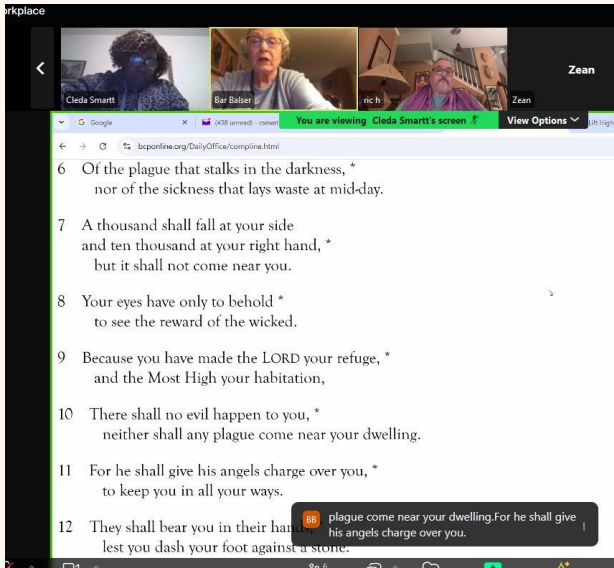 orkplace
Cleda Smartt
Bar Balser
ric h
Zean
Zean
Google
(438 unread) - csmart
You are viewing Cleda Smartt's screen
View Options
Lift High
bcponline.org/DailyOffice/compline.html
6 Of the plague that stalks in the darkness, *
nor of the sickness that lays waste at mid-day.
7 A thousand shall fall at your side
and ten thousand at your right hand, *
but it shall not come near you.
8 Your eyes have only to behold *
to see the reward of the wicked.
9 Because you have made the LORD your refuge, *
and the Most High your habitation,
10 There shall no evil happen to you, *
neither shall any plague come near your dwelling.
11 For he shall give his angels charge over you, *
to keep you in all your ways.
12 They shall bear you in their hands,
lest you dash your foot against a stone.
BB
plague come near your dwelling.For he shall give
his angels charge over you.